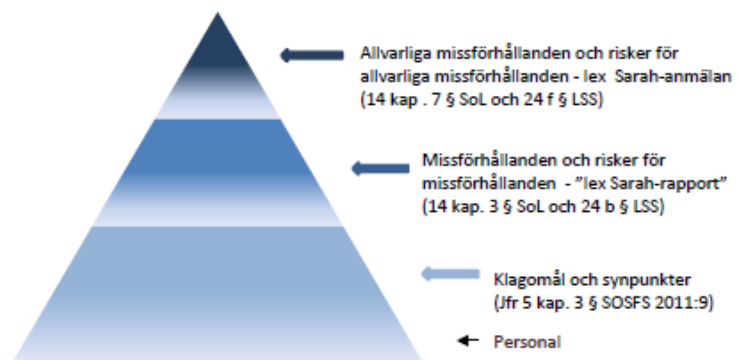 Allvarliga missförhållanden och risker för
allvarliga missförhållanden - lex Sarah-anmälan
(14 kap . 7 § SoL och 24 f § LSS)
Missförhållanden och risker för
missförhållanden - ”lex Sarah-rapport”
(14 kap. 3 § SoL och 24 b § LSS)
Klagomål och synpunkter
(Jfr 5 kap. 3 § SOSFS 2011:9)
Personal